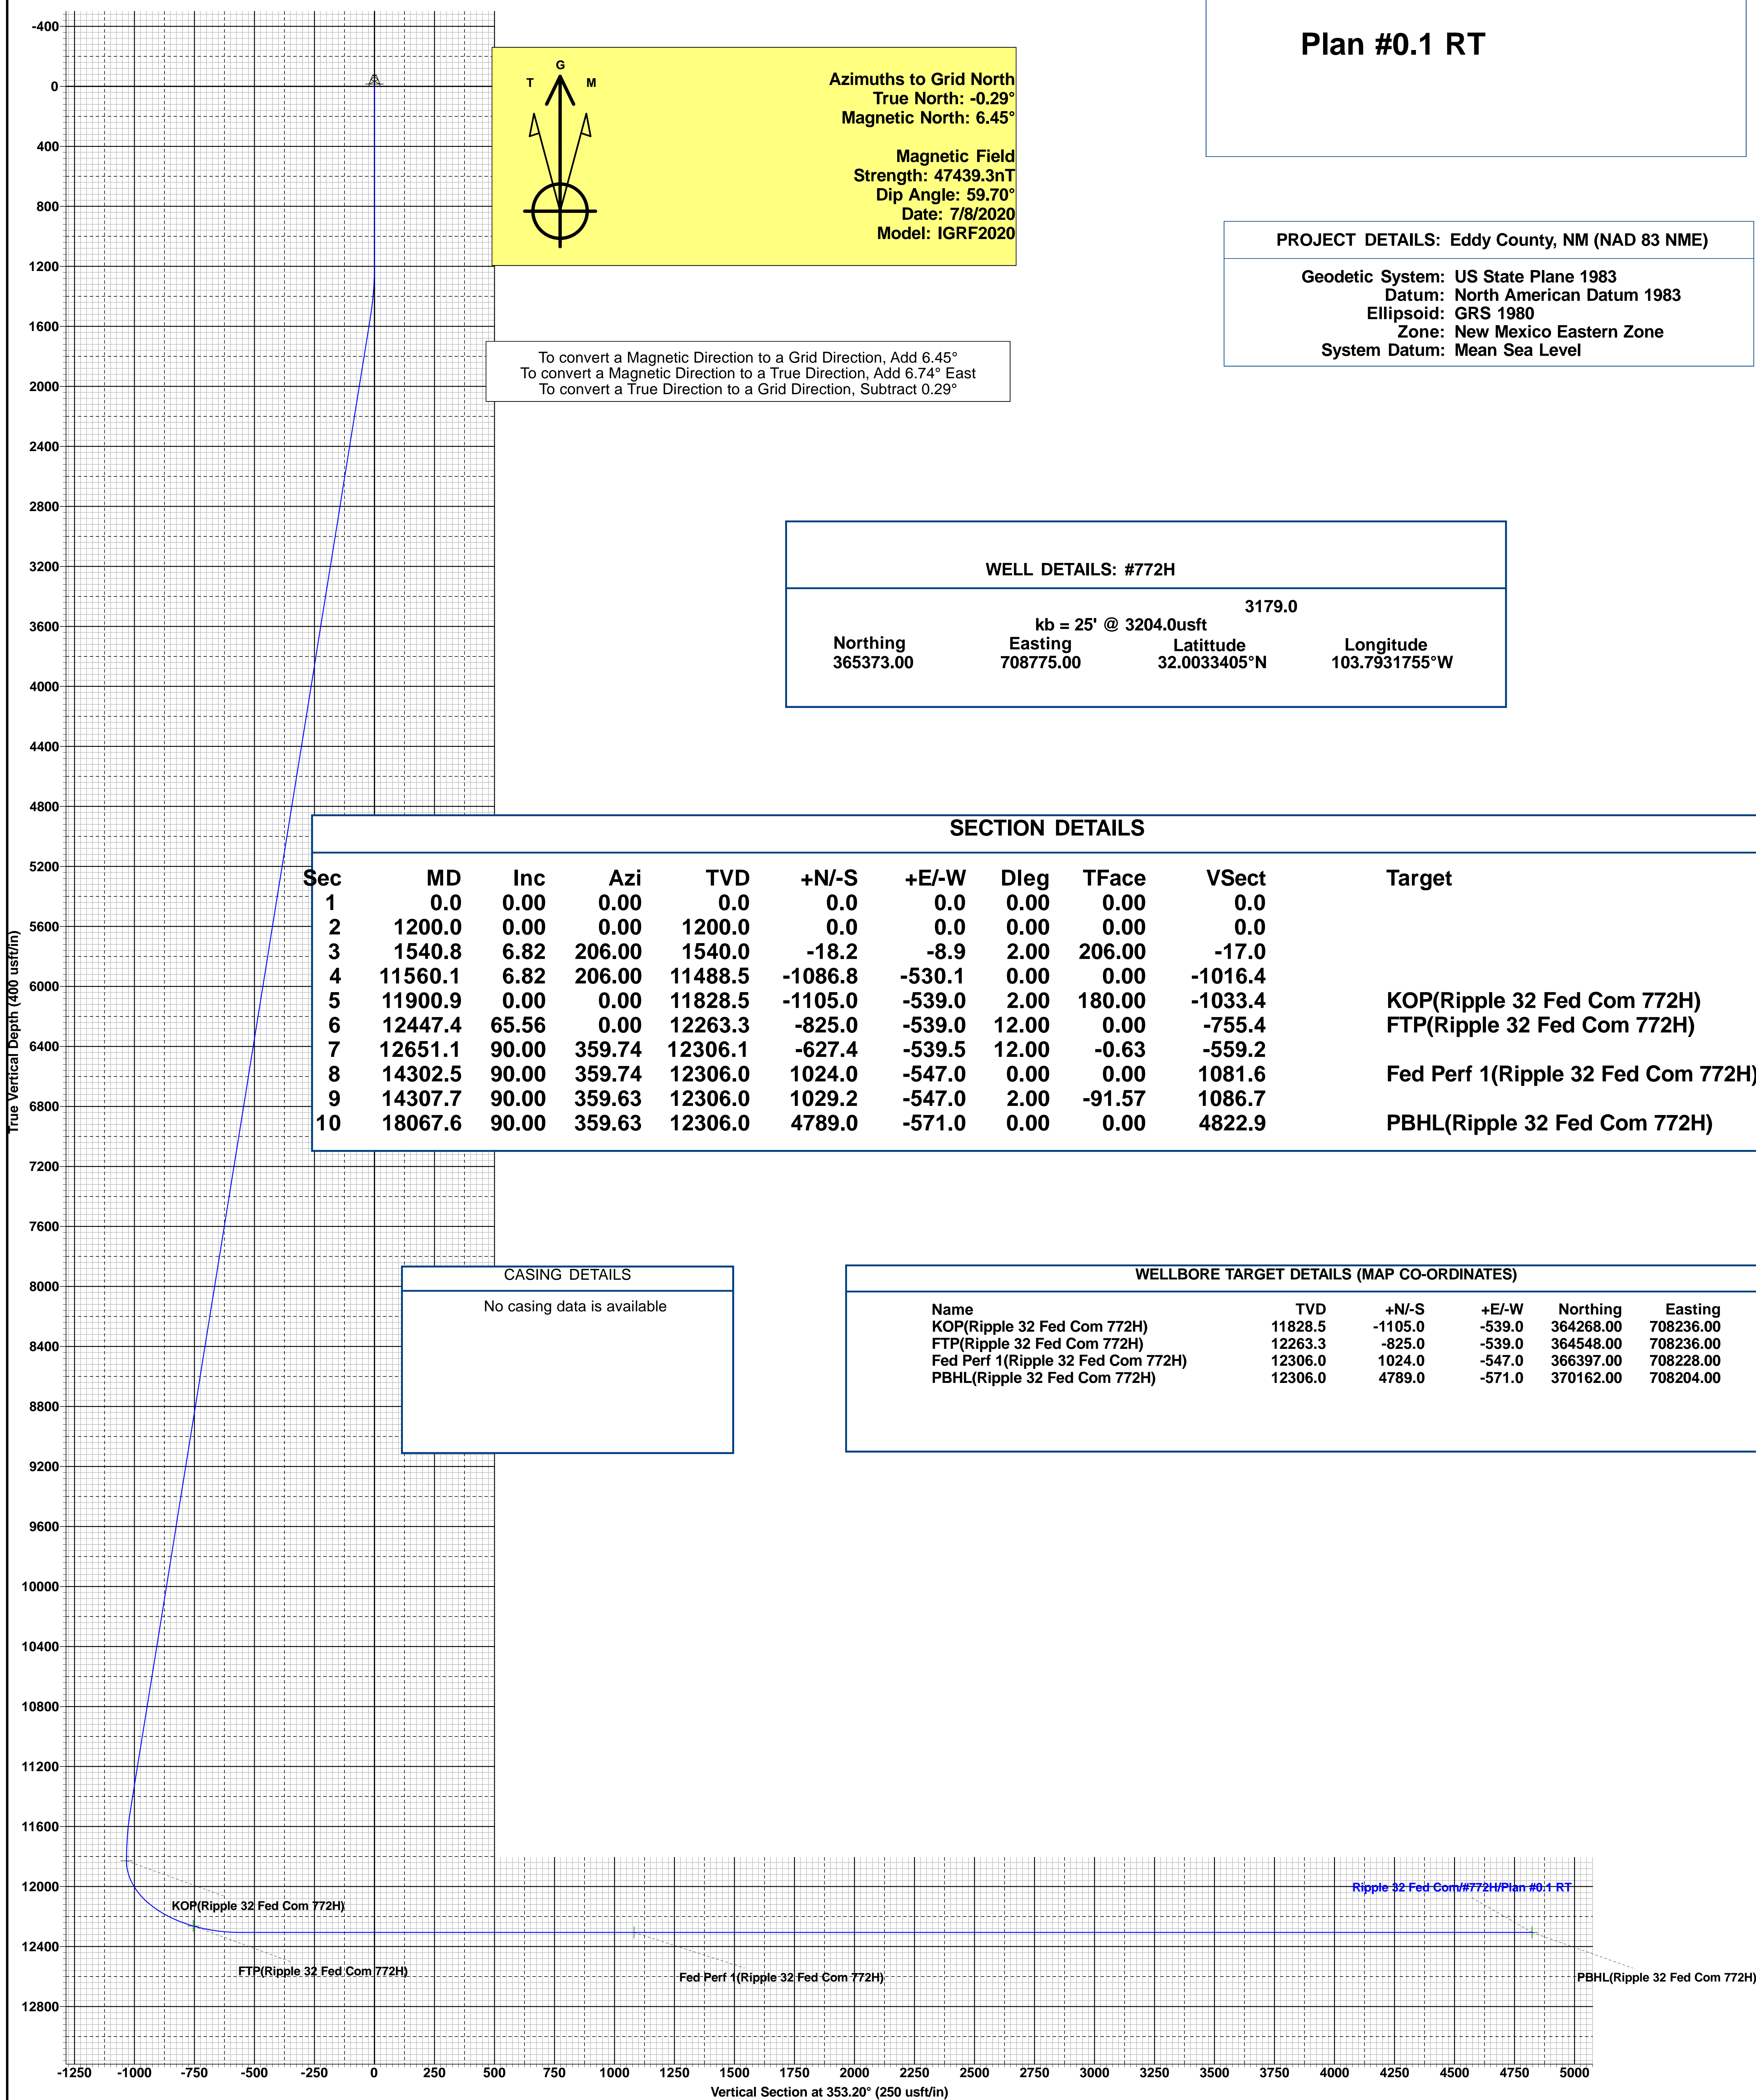 Plan #0.1 RT
T G M
Azimuths to Grid North
True North: -0.29°
Magnetic North: 6.45°
Magnetic Field
Strength: 47439.3nT
Dip Angle: 59.70°
Date: 7/8/2020
Model: IGRF2020
PROJECT DETAILS: Eddy County, NM (NAD 83 NME)
Geodetic System: US State Plane 1983
Datum: North American Datum 1983
Ellipsoid: GRS 1980
Zone: New Mexico Eastern Zone
System Datum: Mean Sea Level
To convert a Magnetic Direction to a Grid Direction, Add 6.45°
To convert a Magnetic Direction to a True Direction, Add 6.74° East
To convert a True Direction to a Grid Direction, Subtract 0.29°
WELL DETAILS: #772H
3179.0
kb = 25' @ 3204.0usft
Northing Easting Latittude Longitude
365373.00 708775.00 32.0033405°N 103.7931755°W
SECTION DETAILS
Sec MD Inc Azi TVD +N/-S +E/-W Dleg TFace VSect Target
1 0.0 0.00 0.00 0.0 0.0 0.0 0.00 0.00 0.0
2 1200.0 0.00 0.00 1200.0 0.0 0.0 0.00 0.00 0.0
3 1540.8 6.82 206.00 1540.0 -18.2 -8.9 2.00 206.00 -17.0
4 11560.1 6.82 206.00 11488.5 -1086.8 -530.1 0.00 0.00 -1016.4
5 11900.9 0.00 0.00 11828.5 -1105.0 -539.0 2.00 180.00 -1033.4 KOP(Ripple 32 Fed Com 772H)
6 12447.4 65.56 0.00 12263.3 -825.0 -539.0 12.00 0.00 -755.4 FTP(Ripple 32 Fed Com 772H)
7 12651.1 90.00 359.74 12306.1 -627.4 -539.5 12.00 -0.63 -559.2
8 14302.5 90.00 359.74 12306.0 1024.0 -547.0 0.00 0.00 1081.6 Fed Perf 1(Ripple 32 Fed Com 772H)
9 14307.7 90.00 359.63 12306.0 1029.2 -547.0 2.00 -91.57 1086.7
10 18067.6 90.00 359.63 12306.0 4789.0 -571.0 0.00 0.00 4822.9 PBHL(Ripple 32 Fed Com 772H)
CASING DETAILS
No casing data is available
WELLBORE TARGET DETAILS (MAP CO-ORDINATES)
Name TVD +N/-S +E/-W Northing Easting
KOP(Ripple 32 Fed Com 772H) 11828.5 -1105.0 -539.0 364268.00 708236.00
FTP(Ripple 32 Fed Com 772H) 12263.3 -825.0 -539.0 364548.00 708236.00
Fed Perf 1(Ripple 32 Fed Com 772H) 12306.0 1024.0 -547.0 366397.00 708228.00
PBHL(Ripple 32 Fed Com 772H) 12306.0 4789.0 -571.0 370162.00 708204.00
True Vertical Depth (400 usft/in)
-400
0
400
800
1200
1600
2000
2400
2800
3200
3600
4000
4400
4800
5200
5600
6000
6400
6800
7200
7600
8000
8400
8800
9200
9600
10000
10400
10800
11200
11600
12000
12400
12800
Ripple 32 Fed Com/#772H/Plan #0.1 RT
KOP(Ripple 32 Fed Com 772H)
FTP(Ripple 32 Fed Com 772H)
Fed Perf 1(Ripple 32 Fed Com 772H)
PBHL(Ripple 32 Fed Com 772H)
-1250 -1000 -750 -500 -250 0 250 500 750 1000 1250 1500 1750 2000 2250 2500 2750 3000 3250 3500 3750 4000 4250 4500 4750 5000
Vertical Section at 353.20° (250 usft/in)